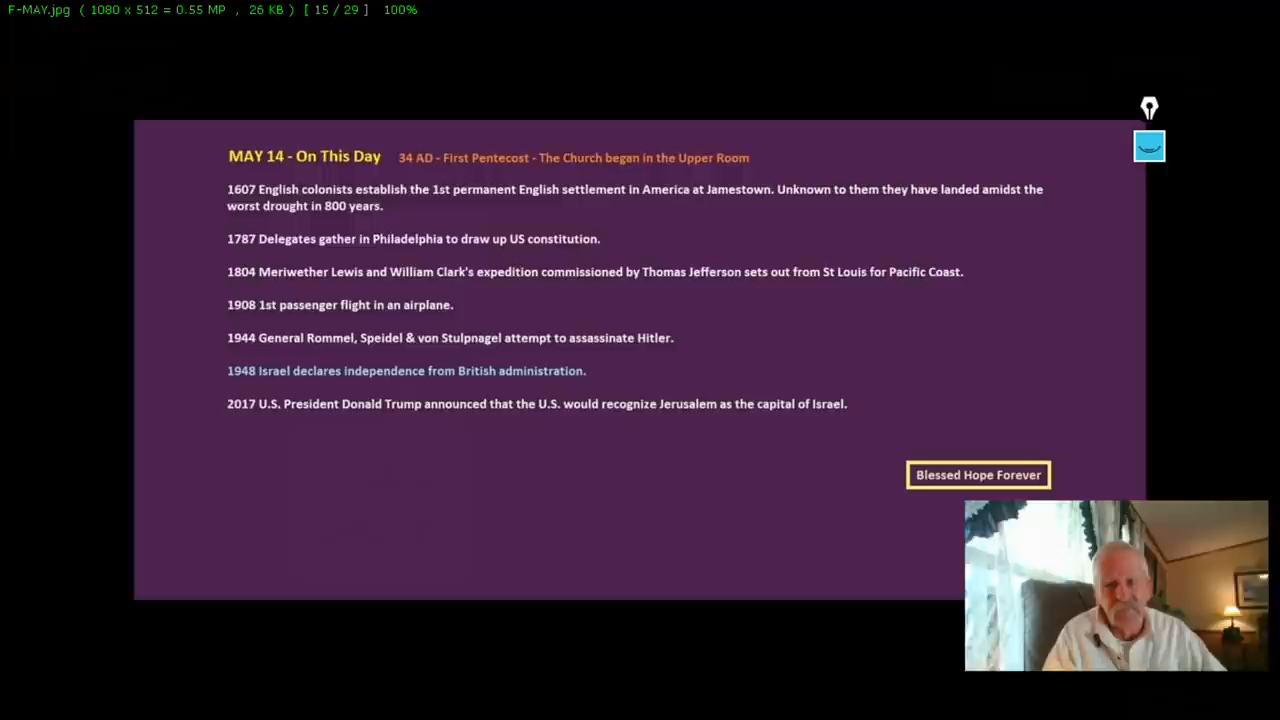 F-MAY.jpg ( 1080 x 512 = 0.55 MP , 26 KB ) [ 15 / 29 ] 100%
MAY 14 - On This Day 34 AD - First Pentecost - The Church began in the Upper Room
1607 English colonists establish the 1st permanent English settlement in America at Jamestown. Unknown to them they have landed amidst the
worst drought in 800 years.
1787 Delegates gather in Philadelphia to draw up US constitution.
1804 Meriwether Lewis and William Clark's expedition commissioned by Thomas Jefferson sets out from St Louis for Pacific Coast.
1908 1st passenger flight in an airplane.
1944 General Rommel, Speidel & von Stulpnagel attempt to assassinate Hitler.
1948 Israel declares independence from British administration.
2017 U.S. President Donald Trump announced that the U.S. would recognize Jerusalem as the capital of Israel.
Blessed Hope Forever